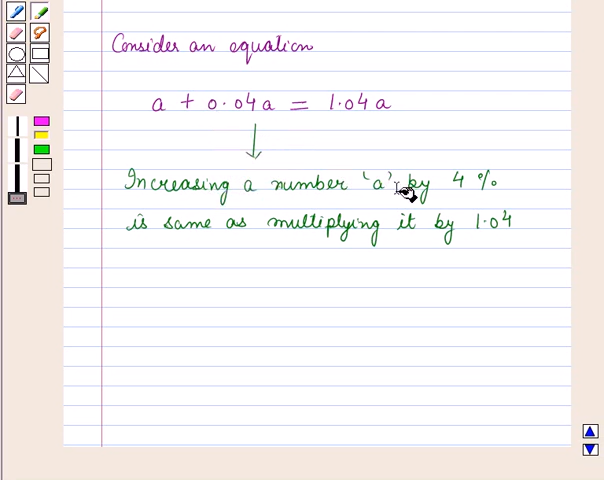 Consider an equation
a + 0.04a = 1.04a
Increasing a number 'a' by 4 %
is same as multiplying it by 1.04